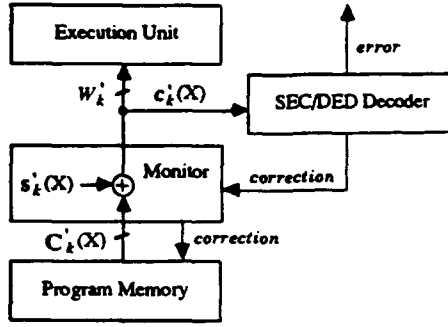 Execution Unit
error
W'k
c'k(X)
SEC/DED Decoder
Monitor
s'k(X)
+
correction
correction
C'k(X)
Program Memory